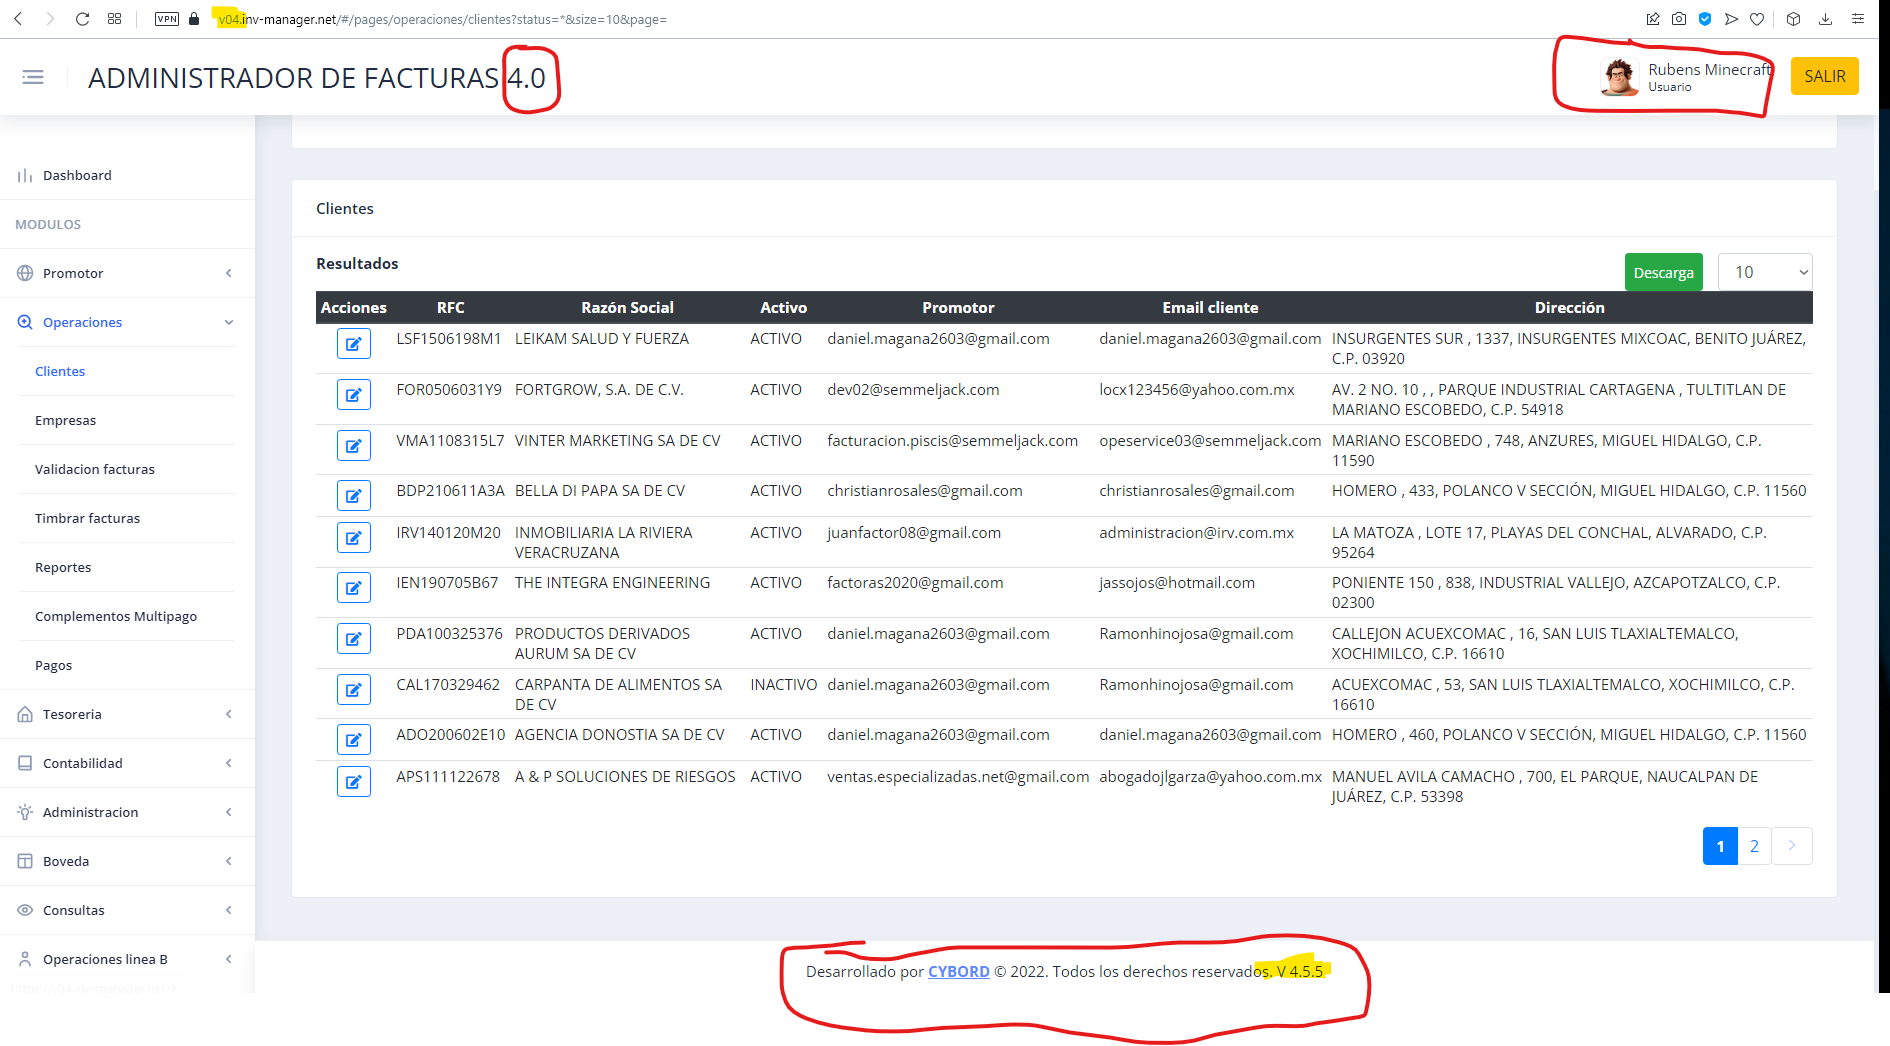 VPN v04.inv-manager.net/#/pages/operaciones/clientes?status=*&size=10&page=
ADMINISTRADOR DE FACTURAS 4.0
Rubens Minecraft
Usuario
SALIR
Dashboard
MODULOS
Promotor
Operaciones
Clientes
Empresas
Validacion facturas
Timbrar facturas
Reportes
Complementos Multipago
Pagos
Tesoreria
Contabilidad
Administracion
Boveda
Consultas
Operaciones linea B
https://v04.inv-manager.net/#
Clientes
Resultados
Descarga 10
Acciones RFC Razón Social Activo Promotor Email cliente Dirección
LSF1506198M1 LEIKAM SALUD Y FUERZA ACTIVO daniel.magana2603@gmail.com daniel.magana2603@gmail.com INSURGENTES SUR , 1337, INSURGENTES MIXCOAC, BENITO JUÁREZ,
C.P. 03920
FOR0506031Y9 FORTGROW, S.A. DE C.V. ACTIVO dev02@semmeljack.com locx123456@yahoo.com.mx AV. 2 NO. 10 , , PARQUE INDUSTRIAL CARTAGENA , TULTITLAN DE
MARIANO ESCOBEDO, C.P. 54918
VMA1108315L7 VINTER MARKETING SA DE CV ACTIVO facturacion.piscis@semmeljack.com opeservice03@semmeljack.com MARIANO ESCOBEDO , 748, ANZURES, MIGUEL HIDALGO, C.P.
11590
BDP210611A3A BELLA DI PAPA SA DE CV ACTIVO christianrosales@gmail.com christianrosales@gmail.com HOMERO , 433, POLANCO V SECCIÓN, MIGUEL HIDALGO, C.P. 11560
IRV140120M20 INMOBILIARIA LA RIVIERA ACTIVO juanfactor08@gmail.com administracion@irv.com.mx LA MATOZA , LOTE 17, PLAYAS DEL CONCHAL, ALVARADO, C.P.
VERACRUZANA 95264
IEN190705B67 THE INTEGRA ENGINEERING ACTIVO factoras2020@gmail.com jassojos@hotmail.com PONIENTE 150 , 838, INDUSTRIAL VALLEJO, AZCAPOTZALCO, C.P.
02300
PDA100325376 PRODUCTOS DERIVADOS ACTIVO daniel.magana2603@gmail.com Ramonhinojosa@gmail.com CALLEJON ACUEXCOMAC , 16, SAN LUIS TLAXIALTEMALCO,
AURUM SA DE CV XOCHIMILCO, C.P. 16610
CAL170329462 CARPANTA DE ALIMENTOS SA INACTIVO daniel.magana2603@gmail.com Ramonhinojosa@gmail.com ACUEXCOMAC , 53, SAN LUIS TLAXIALTEMALCO, XOCHIMILCO, C.P.
DE CV 16610
ADO200602E10 AGENCIA DONOSTIA SA DE CV ACTIVO daniel.magana2603@gmail.com daniel.magana2603@gmail.com HOMERO , 460, POLANCO V SECCIÓN, MIGUEL HIDALGO, C.P. 11560
APS111122678 A & P SOLUCIONES DE RIESGOS ACTIVO ventas.especializadas.net@gmail.com abogadojlgarza@yahoo.com.mx MANUEL AVILA CAMACHO , 700, EL PARQUE, NAUCALPAN DE
JUÁREZ, C.P. 53398
1 2
Desarrollado por CYBORD © 2022. Todos los derechos reservados. V 4.5.5